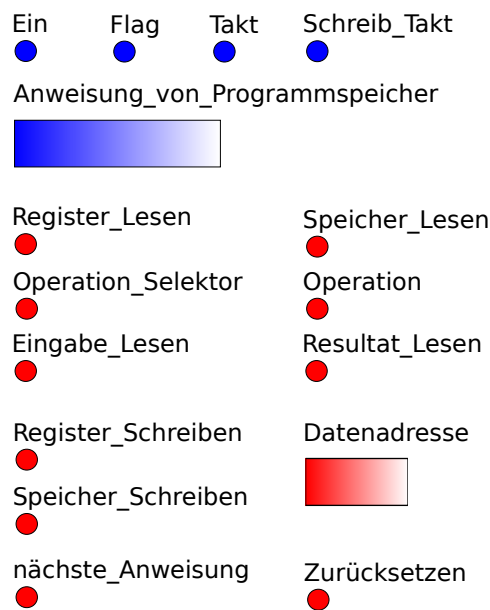 Ein Flag Takt Schreib_Takt
Anweisung_von_Programmspeicher
Register_Lesen Speicher_Lesen
Operation_Selektor Operation
Eingabe_Lesen Resultat_Lesen
Register_Schreiben Datenadresse
Speicher_Schreiben
nächste_Anweisung Zurücksetzen